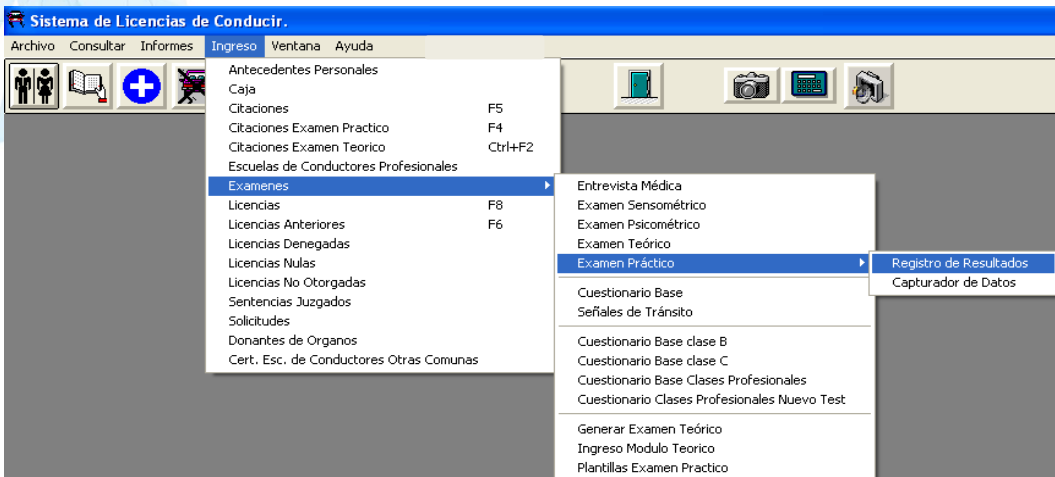 Sistema de Licencias de Conducir.
Archivo Consultar Informes Ingreso Ventana Ayuda
Antecedentes Personales
Caja
Citaciones F5
Citaciones Examen Practico F4
Citaciones Examen Teorico Ctrl+F2
Escuelas de Conductores Profesionales
Examenes
Licencias F8
Licencias Anteriores F6
Licencias Denegadas
Licencias Nulas
Licencias No Otorgadas
Sentencias Juzgados
Solicitudes
Donantes de Organos
Cert. Esc. de Conductores Otras Comunas
Entrevista Médica
Examen Sensométrico
Examen Psicométrico
Examen Teórico
Examen Práctico
Cuestionario Base
Señales de Tránsito
Cuestionario Base clase B
Cuestionario Base clase C
Cuestionario Base Clases Profesionales
Cuestionario Clases Profesionales Nuevo Test
Generar Examen Teórico
Ingreso Modulo Teorico
Plantillas Examen Practico
Registro de Resultados
Capturador de Datos